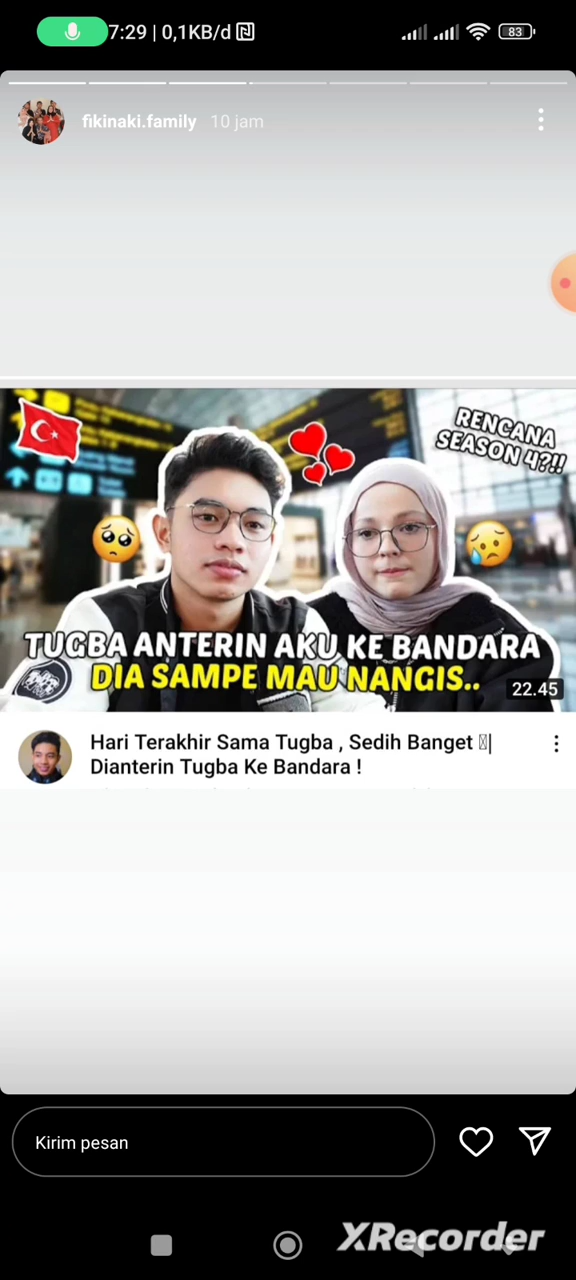 7:29 | 0,1KB/d
83
fikinaki.family 10 jam
RENCANA
SEASON 4?!!
TUGBA ANTERIN AKU KE BANDARA
DIA SAMPE MAU NANGIS..
22.45
Hari Terakhir Sama Tugba , Sedih Banget |
Dianterin Tugba Ke Bandara !
Kirim pesan
XRecorder